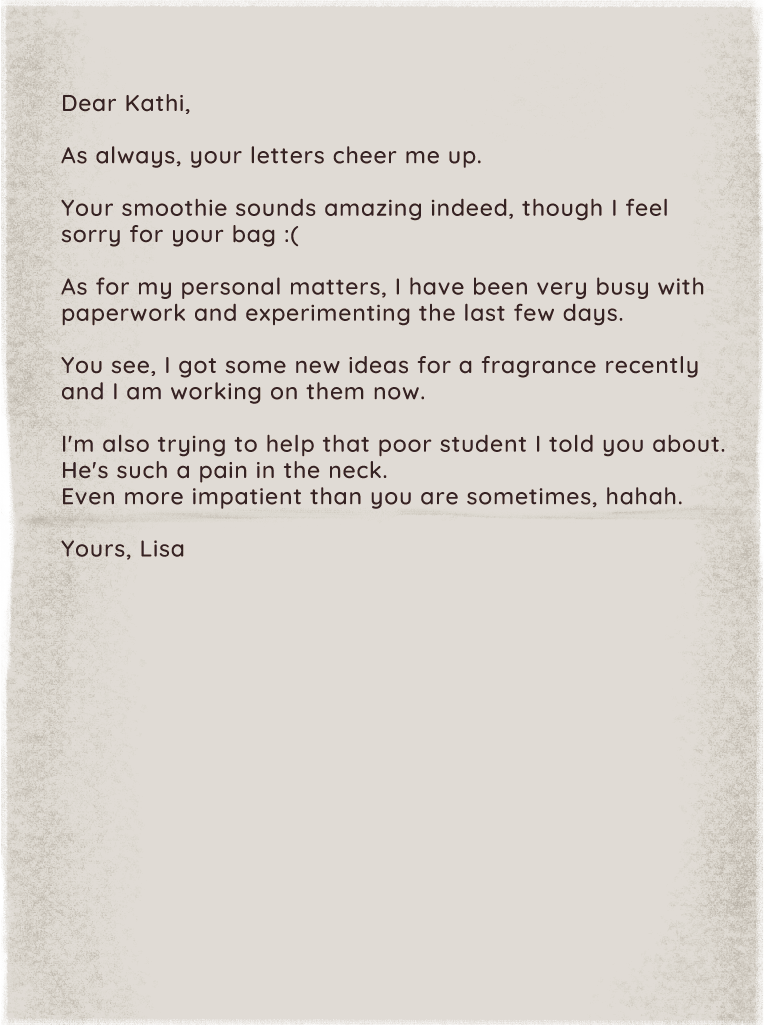 Dear Kathi,
As always, your letters cheer me up.
Your smoothie sounds amazing indeed, though I feel
sorry for your bag :(
As for my personal matters, I have been very busy with
paperwork and experimenting the last few days.
You see, I got some new ideas for a fragrance recently
and I am working on them now.
I'm also trying to help that poor student I told you about.
He's such a pain in the neck.
Even more impatient than you are sometimes, hahah.
Yours, Lisa